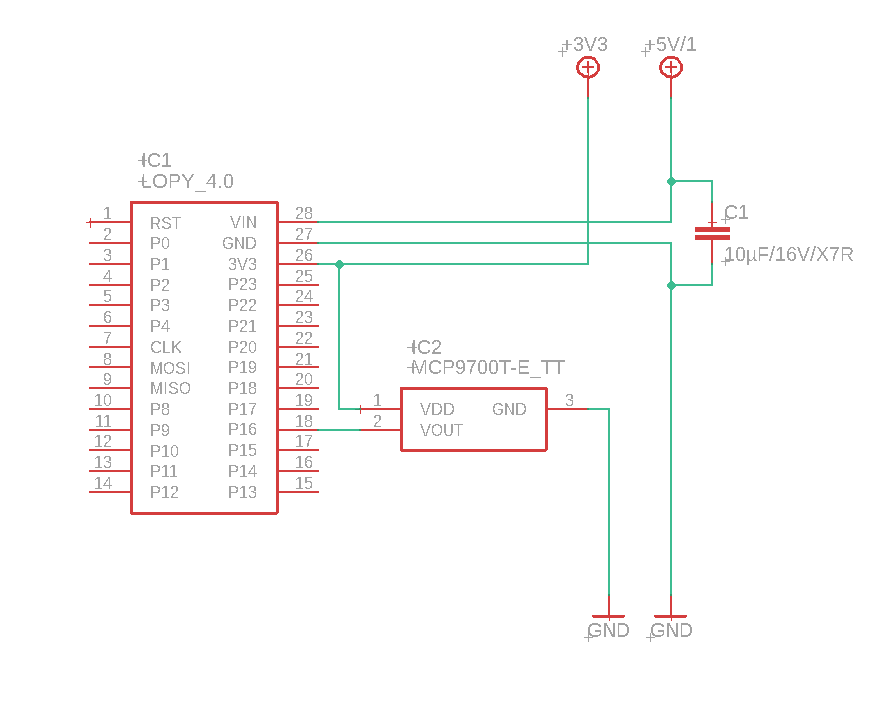 +3V3
+5V/1
IC1
LOPY_4.0
1 RST VIN 28
2 P0 GND 27
3 P1 3V3 26
4 P2 P23 25
5 P3 P22 24
6 P4 P21 23
7 CLK P20 22
8 MOSI P19 21
9 MISO P18 20
10 P8 P17 19
11 P9 P16 18
12 P10 P15 17
13 P11 P14 16
14 P12 P13 15
C1
10µF/16V/X7R
IC2
MCP9700T-E_TT
1 VDD GND 3
2 VOUT
GND
GND